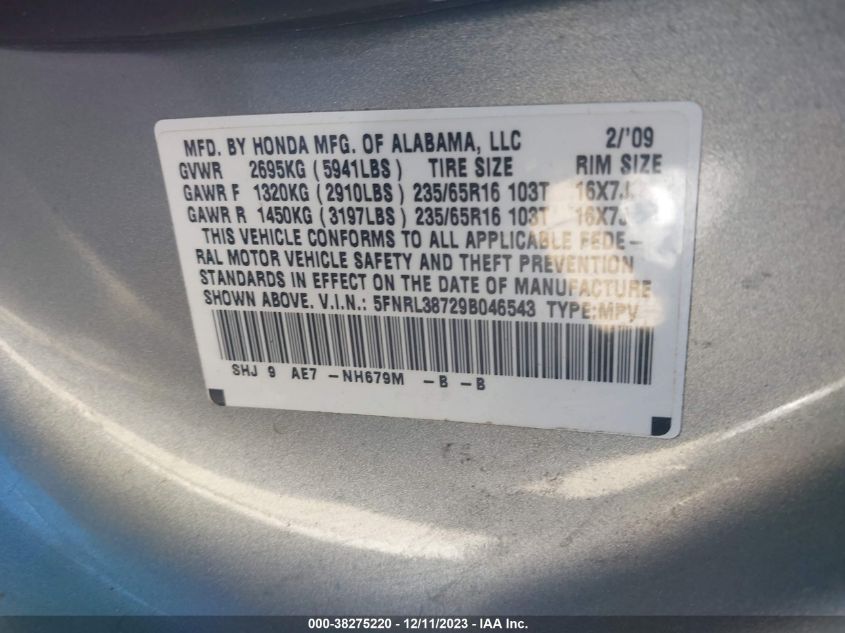 MFD. BY HONDA MFG. OF ALABAMA, LLC 2/'09
GVWR 2695KG (5941LBS) TIRE SIZE RIM SIZE
GAWR F 1320KG (2910LBS) 235/65R16 103T 16X7J
GAWR R 1450KG (3197LBS) 235/65R16 103T 16X7J
THIS VEHICLE CONFORMS TO ALL APPLICABLE FEDE-
RAL MOTOR VEHICLE SAFETY AND THEFT PREVENTION
STANDARDS IN EFFECT ON THE DATE OF MANUFACTURE
SHOWN ABOVE. V.I.N.: 5FNRL38729B046543 TYPE:MPV
SHJ 9 AE7 -NH679M -B -B
000-38275220 - 12/11/2023 - IAA Inc.